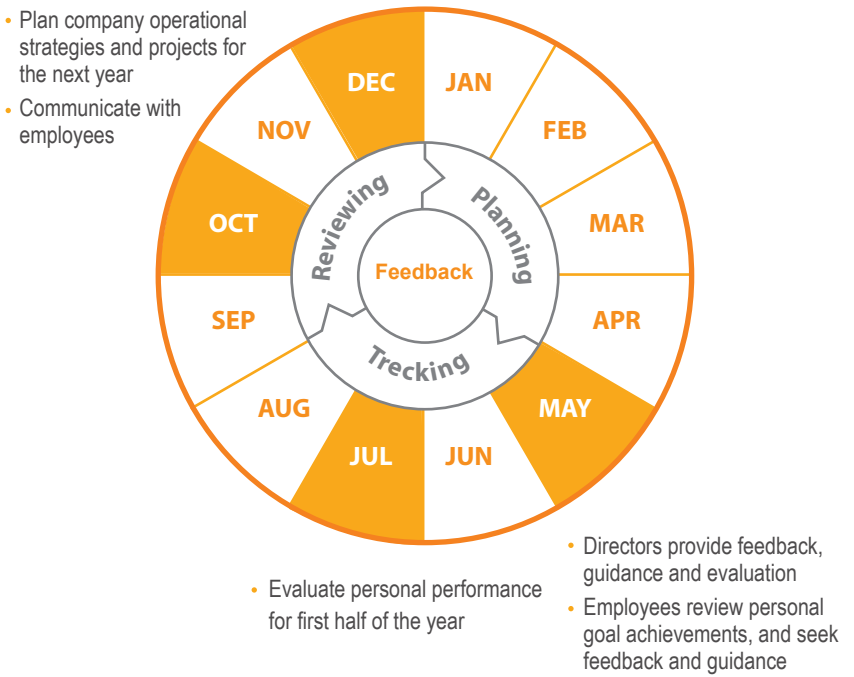 • Plan company operational
strategies and projects for
the next year
• Communicate with
employees
DEC
JAN
NOV
FEB
OCT
MAR
SEP
APR
AUG
MAY
JUL
JUN
Reviewing
Planning
Feedback
Trecking
• Evaluate personal performance
for first half of the year
• Directors provide feedback,
guidance and evaluation
• Employees review personal
goal achievements, and seek
feedback and guidance